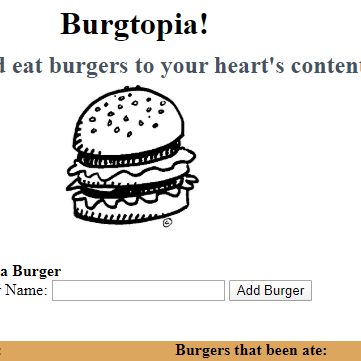 Burgtopia!
eat burgers to your heart's content
©
a Burger
Name:
Add Burger
Burgers that been ate: